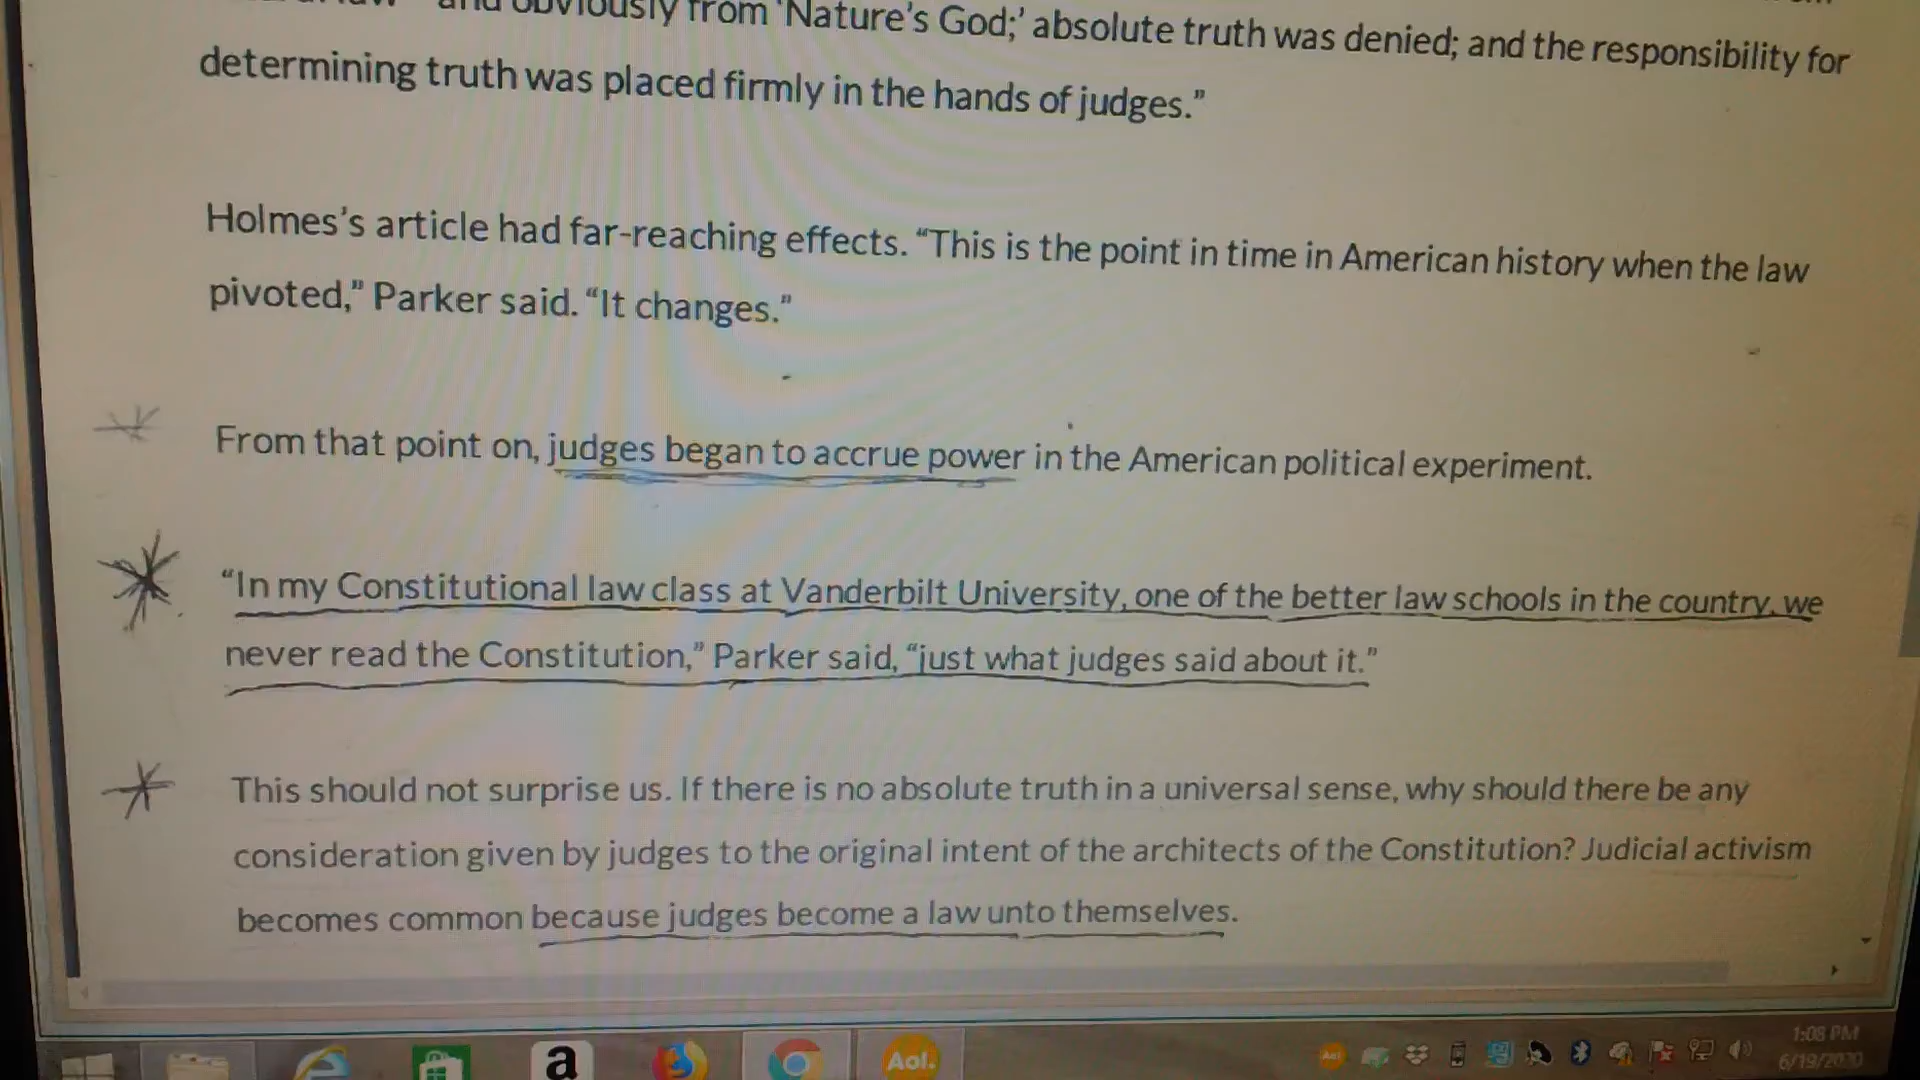 and obviously from 'Nature's God;' absolute truth was denied; and the responsibility for
determining truth was placed firmly in the hands of judges.”
Holmes's article had far-reaching effects. “This is the point in time in American history when the law
pivoted,” Parker said. “It changes.”
From that point on, judges began to accrue power in the American political experiment.
“In my Constitutional law class at Vanderbilt University, one of the better law schools in the country, we
never read the Constitution,” Parker said, “just what judges said about it.”
This should not surprise us. If there is no absolute truth in a universal sense, why should there be any
consideration given by judges to the original intent of the architects of the Constitution? Judicial activism
becomes common because judges become a law unto themselves.
a
Aol.
Aol
1:08 PM
6/19/2020